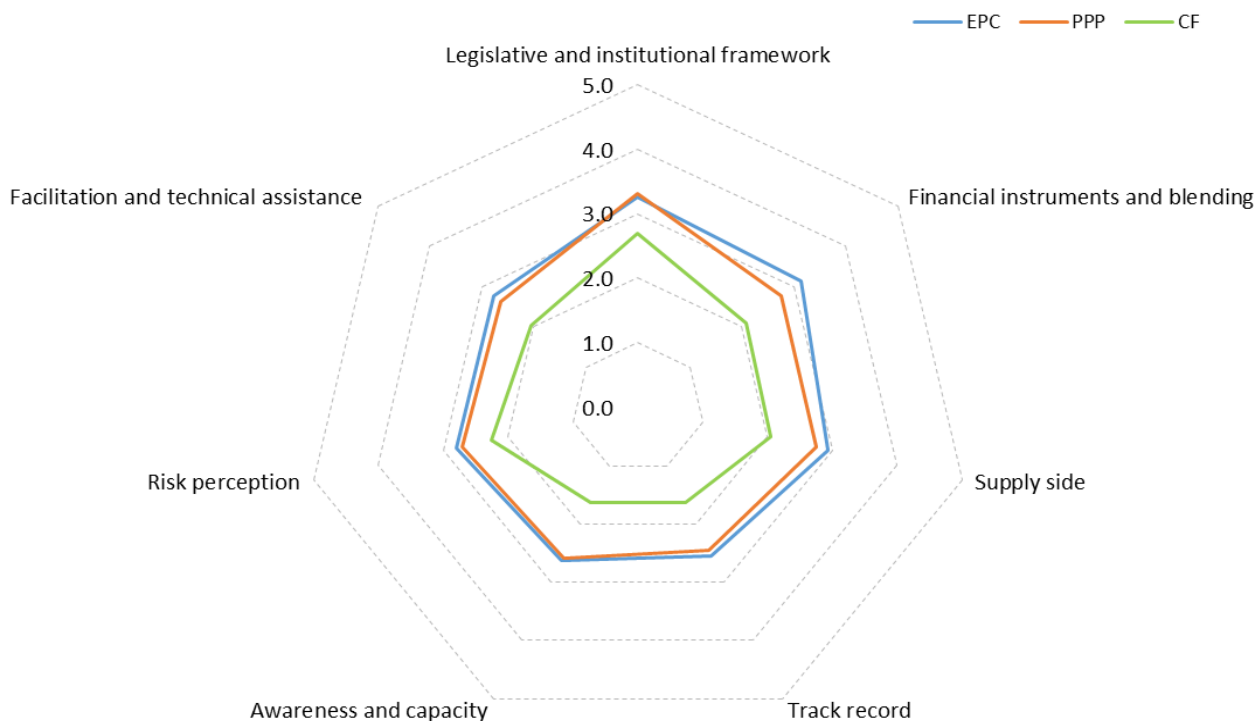 EPC PPP CF
Legislative and institutional framework
5.0
4.0
Facilitation and technical assistance
Financial instruments and blending
3.0
2.0
1.0
0.0
Risk perception
Supply side
Awareness and capacity
Track record